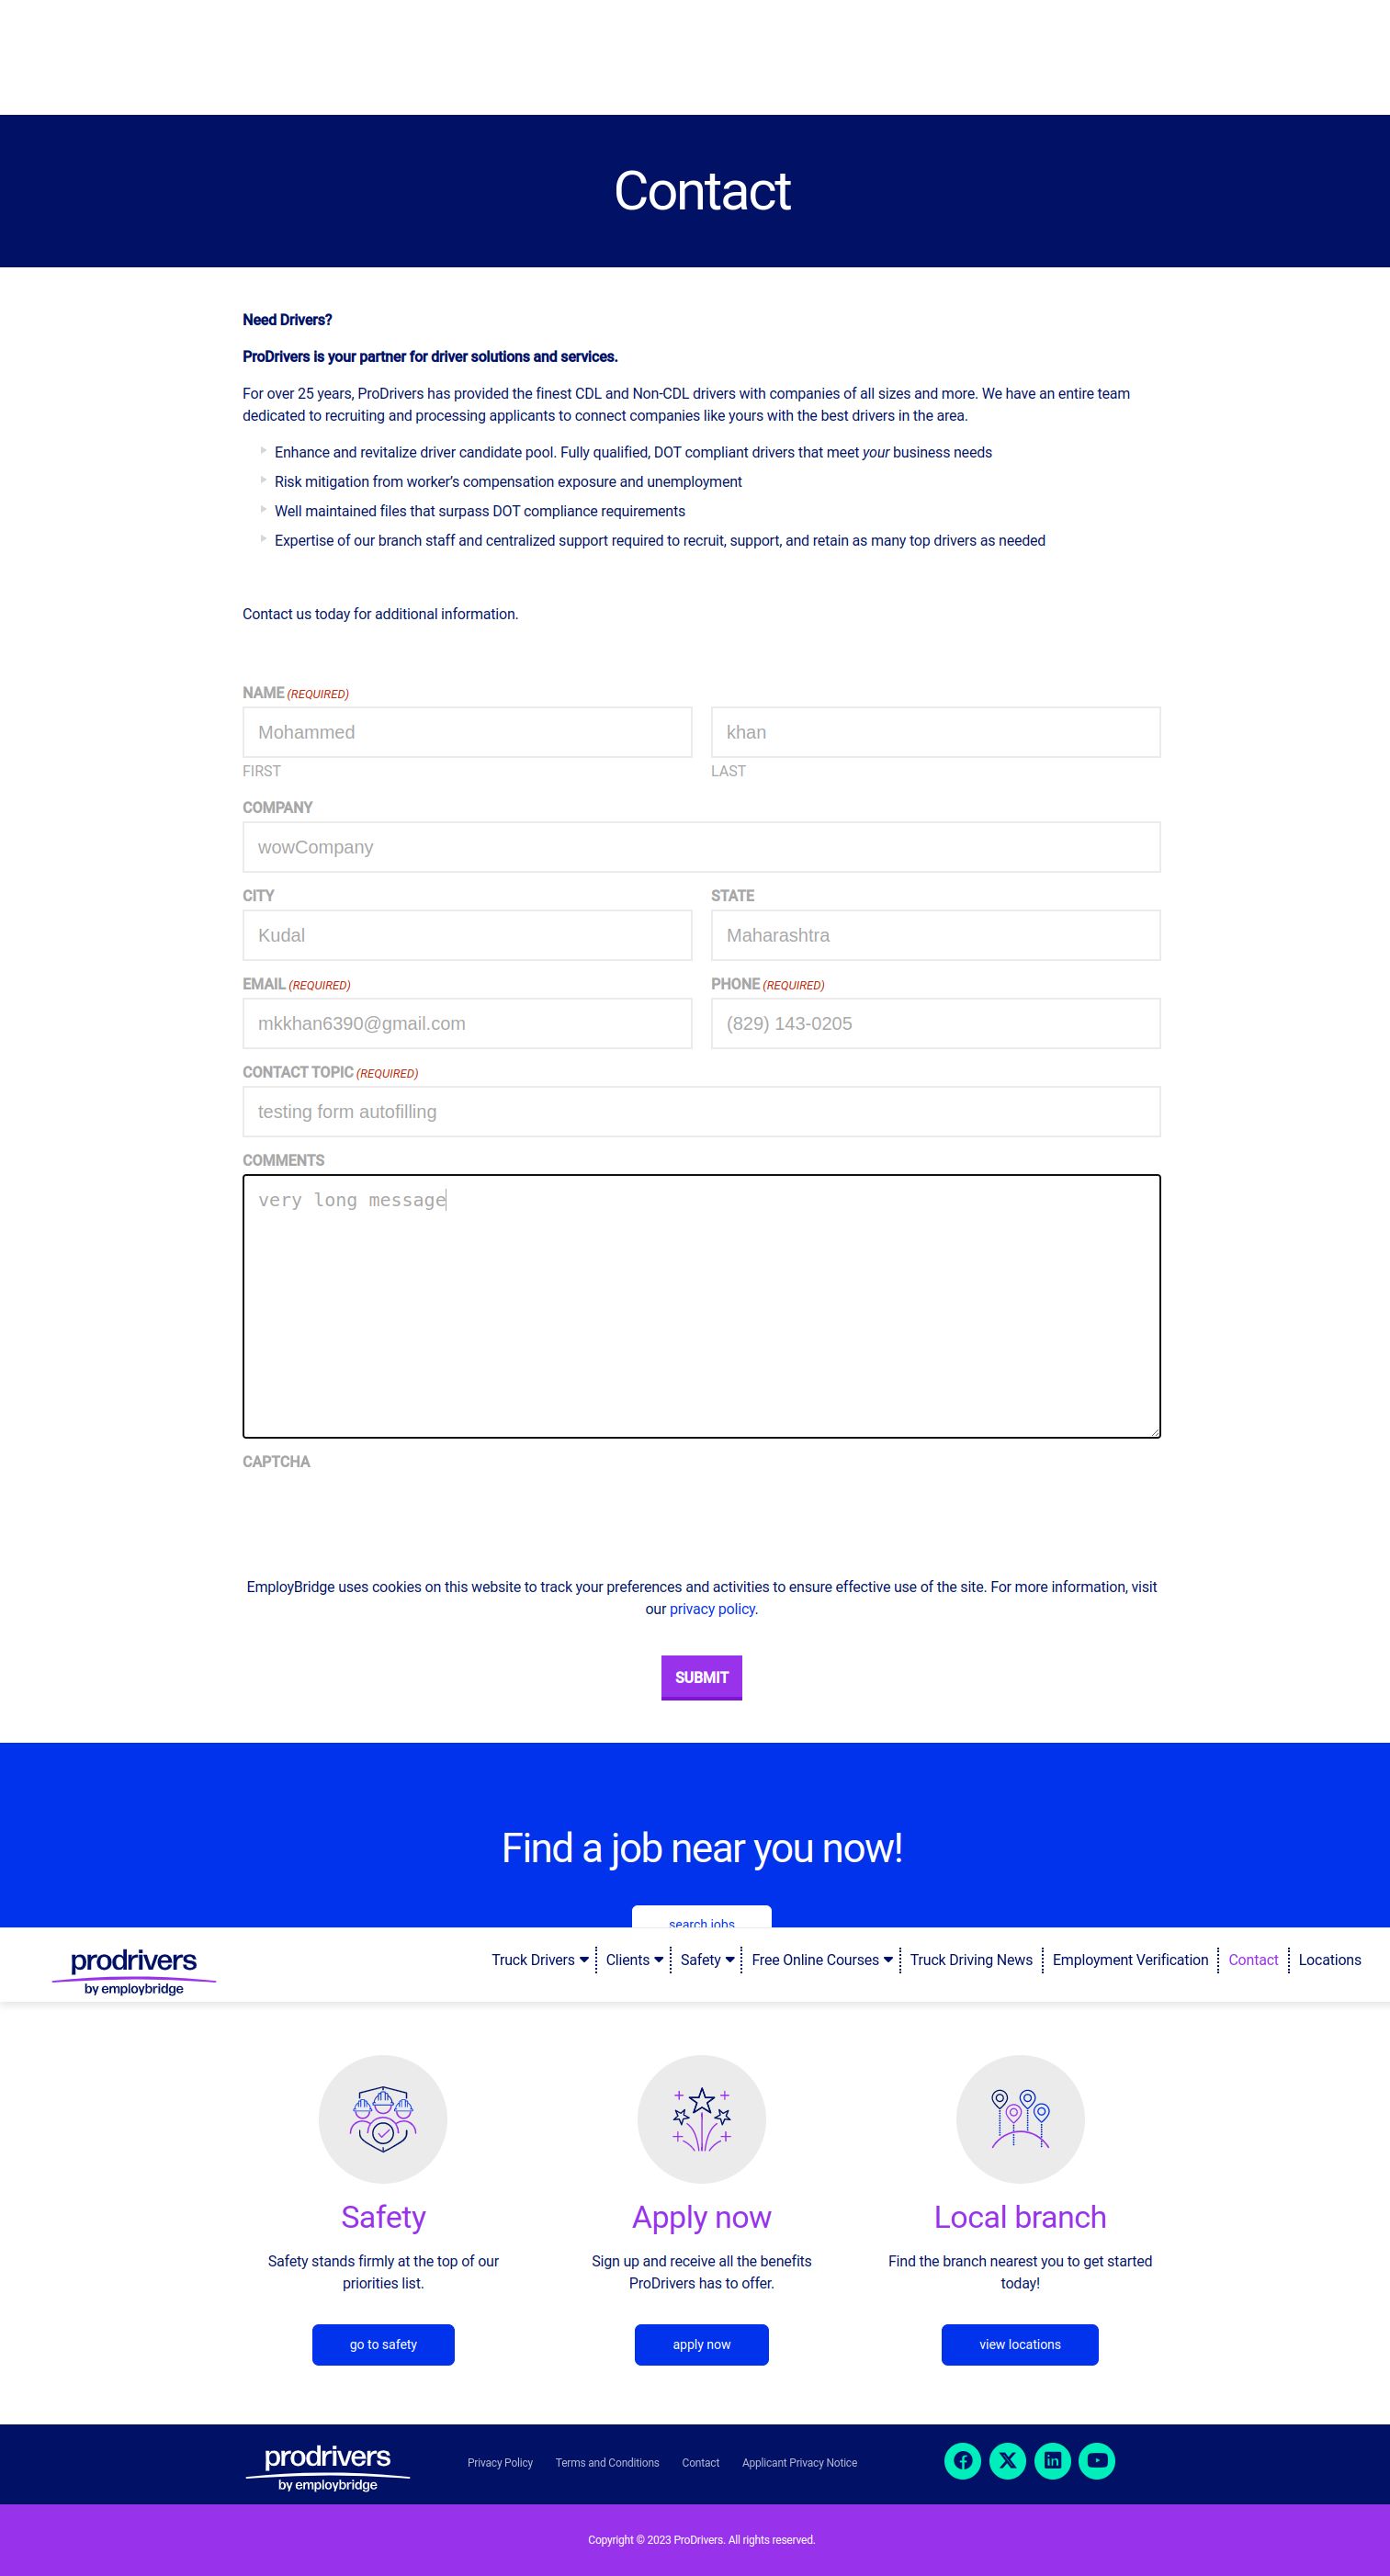 Contact
Need Drivers?
ProDrivers is your partner for driver solutions and services.
For over 25 years, ProDrivers has provided the finest CDL and Non-CDL drivers with companies of all sizes and more. We have an entire team
dedicated to recruiting and processing applicants to connect companies like yours with the best drivers in the area.
Enhance and revitalize driver candidate pool. Fully qualified, DOT compliant drivers that meet your business needs
Risk mitigation from worker’s compensation exposure and unemployment
Well maintained files that surpass DOT compliance requirements
Expertise of our branch staff and centralized support required to recruit, support, and retain as many top drivers as needed
Contact us today for additional information.
NAME (REQUIRED)
Mohammed khan
FIRST LAST
COMPANY
wowCompany
CITY STATE
Kudal Maharashtra
EMAIL (REQUIRED) PHONE (REQUIRED)
mkkhan6390@gmail.com (829) 143-0205
CONTACT TOPIC (REQUIRED)
testing form autofilling
COMMENTS
very long message
CAPTCHA
EmployBridge uses cookies on this website to track your preferences and activities to ensure effective use of the site. For more information, visit
our privacy policy.
SUBMIT
Find a job near you now!
search jobs
prodrivers
by employbridge
Truck Drivers Clients Safety Free Online Courses Truck Driving News Employment Verification Contact Locations
Safety Apply now Local branch
Safety stands firmly at the top of our Sign up and receive all the benefits Find the branch nearest you to get started
priorities list. ProDrivers has to offer. today!
go to safety apply now view locations
prodrivers
by employbridge
Privacy Policy Terms and Conditions Contact Applicant Privacy Notice
Copyright © 2023 ProDrivers. All rights reserved.